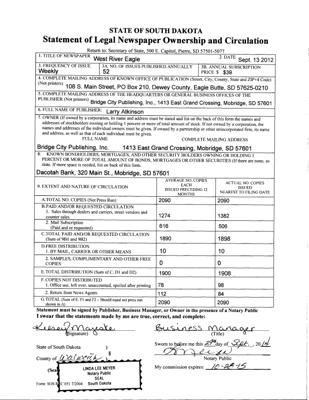 STATE OF SOUTH DAKOTA
Statement of Legal Newspaper Ownership and Circulation
Return to: Secretary of State, 500 E. Capitol, Pierre, SD 57501-5077
1. TITLE OF NEWSPAPER West River Eagle 2. DATE Sept. 13 2012
3. FREQUENCY OF ISSUE Weekly 3A. NO. OF ISSUES PUBLISHED ANNUALLY 52 3B. ANNUAL SUBSCRIPTION PRICE $ $39
4. COMPLETE MAILING ADDRESS OF KNOWN OFFICE OF PUBLICATION (Street, City, County, State and ZIP+4 Code)
(Not printers)
108 S. Main Street, PO Box 210, Dewey County, Eagle Butte, SD 57625-0210
5. COMPLETE MAILING ADDRESS OF THE HEADQUARTERS OF GENERAL BUSINESS OFFICES OF THE
PUBLISHER (Not printers) Bridge City Publishing, Inc., 1413 East Grand Crossing, Mobridge, SD 57601
6. FULL NAME OF PUBLISHER: Larry Atkinson
7. OWNER (If owned by a corporation, its name and address must be stated and list on the back of this form the names and
addresses of stockholders owning or holding 1 percent or more of total amount of stock. If not owned by a corporation, the
names and addresses of the individual owners must be given. If owned by a partnership or other unincorporated firm, its name
and address, as well as that of each individual must be given.
FULL NAME COMPLETE MAILING ADDRESS
Bridge City Publishing, Inc. 1413 East Grand Crossing, Mobridge, SD 57601
8. KNOWN BONDHOLDERS, MORTGAGES, AND OTHER SECURITY HOLDERS OWNING OR HOLDING 1
PERCENT OR MORE OF TOTAL AMOUNT OF BONDS, MORTGAGES OR OTHER SECURITIES (If there are none, so
state. If more space is needed, list on back of this form.
Dacotah Bank, 320 Main St., Mobridge, SD 57601
9. EXTENT AND NATURE OF CIRCULATION
AVERAGE NO. COPIES
EACH
ISSUED PRECEDING 12
MONTHS
ACTUAL NO. COPIES
ISSUED
NEAREST TO FILING DATE
A. TOTAL NO. COPIES (Net Press Run) 2090 2090
B. PAID AND/OR REQUESTED CIRCULATION
1. Sales through dealers and carriers, street vendors and
counter sales. 1274 1382
2. Mail Subscription
(Paid and or requested) 616 506
C. TOTAL PAID AND/OR REQUESTED CIRCULATION
(Sum of 9B1 and 9B2) 1890 1898
D. FREE DISTRIBUTION
1. BY MAIL, CARRIER OR OTHER MEANS 10 10
2. SAMPLES, COMPLIMENTARY AND OTHER FREE
COPIES 0 0
E. TOTAL DISTRIBUTION (Sum of C, D1 and D2) 1900 1908
F. COPIES NOT DISTRIBUTED
1. Office use, left over, unaccounted, spoiled after printing 78 98
2. Return from News Agents 112 84
G. TOTAL (Sum of E, F1 and F2 – Should equal net press run
shown in A) 2090 2090
Statement must be signed by Publisher, Business Manager, or Owner in the presence of a Notary Public
I swear that the statements made by me are true, correct, and complete:
Business Manager
(Signature) (Title)
State of South Dakota
Sworn to before me this day of Sept.
County of
Notary Public
(Seal)
LINDA LEE MEYER
Notary Public
SEAL
South Dakota
My commission expires: